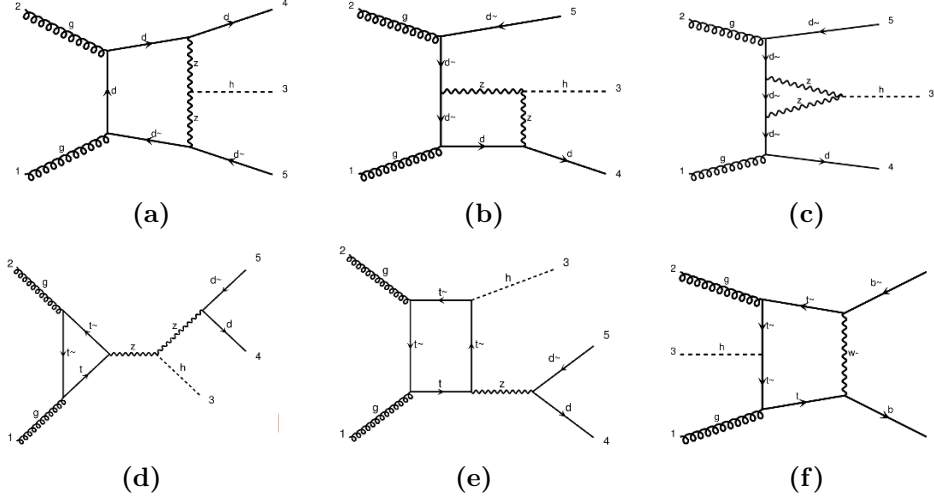 2 g d d 4
d z h 3
z
g d~ d~
1 5
(a)
2 g d~ 5
d~
z h 3
d~ z
g d d
1 4
(b)
2 g d~ 5
d~
z
d~ h 3
z
d~
g d
1 4
(c)
2 5
g d~
t~ z d
t~ z 4
t h
g 3
1
(d)
2 h 3
g t~
t~ t~ d~ 5
t z
g d
1 4
(e)
2 g t~ b~
t~
3 h w-
t~
g t b
1
(f)